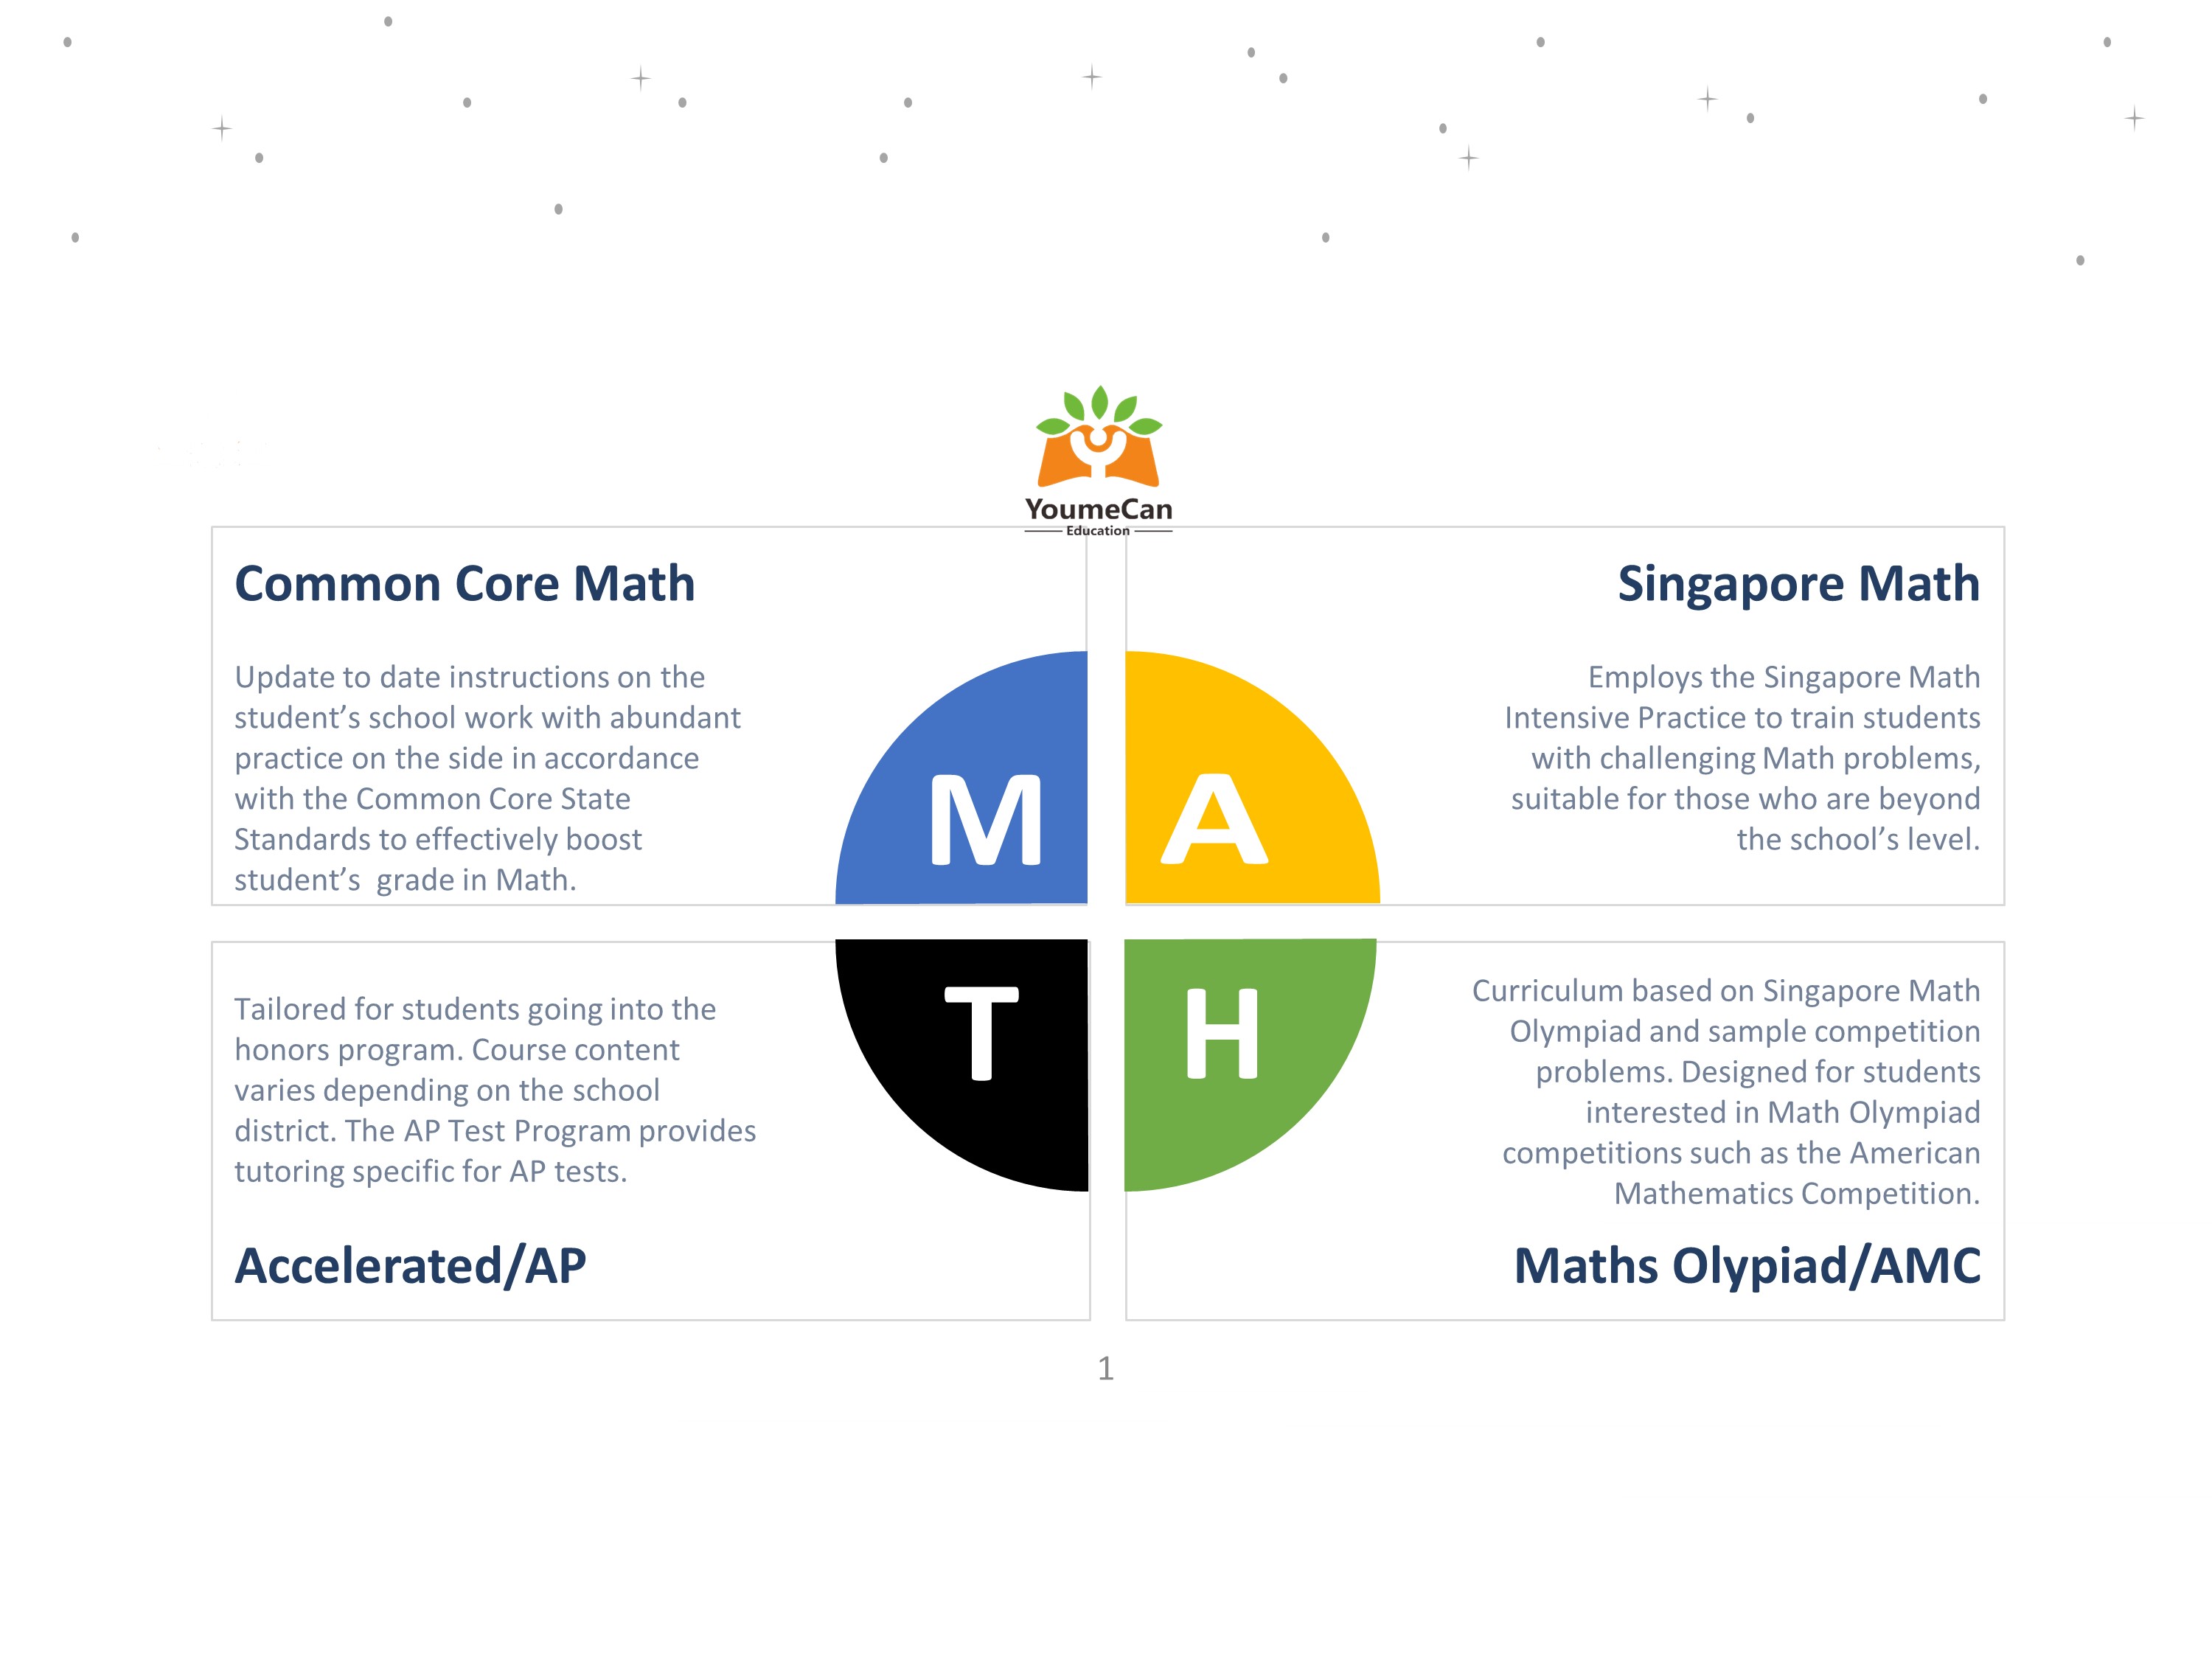 YoumeCan
Education
Common Core Math
Update to date instructions on the
student’s school work with abundant
practice on the side in accordance
with the Common Core State
Standards to effectively boost
student’s  grade in Math.
Singapore Math
Employs the Singapore Math
Intensive Practice to train students
with challenging Math problems,
suitable for those who are beyond
the school’s level.
M
A
T
H
Tailored for students going into the
honors program. Course content
varies depending on the school
district. The AP Test Program provides
tutoring specific for AP tests.
Accelerated/AP
Curriculum based on Singapore Math
Olympiad and sample competition
problems. Designed for students
interested in Math Olympiad
competitions such as the American
Mathematics Competition.
Maths Olypiad/AMC
1